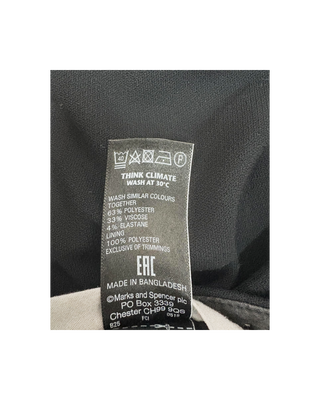 40
P
THINK CLIMATE
WASH AT 30°C
WASH SIMILAR COLOURS
TOGETHER
63% POLYESTER
33% VISCOSE
4% ELASTANE
LINING
100% POLYESTER
EXCLUSIVE OF TRIMMINGS
EAC
MADE IN BANGLADESH
©Marks and Spencer plc
PO Box 3339
Chester CH99 9QS